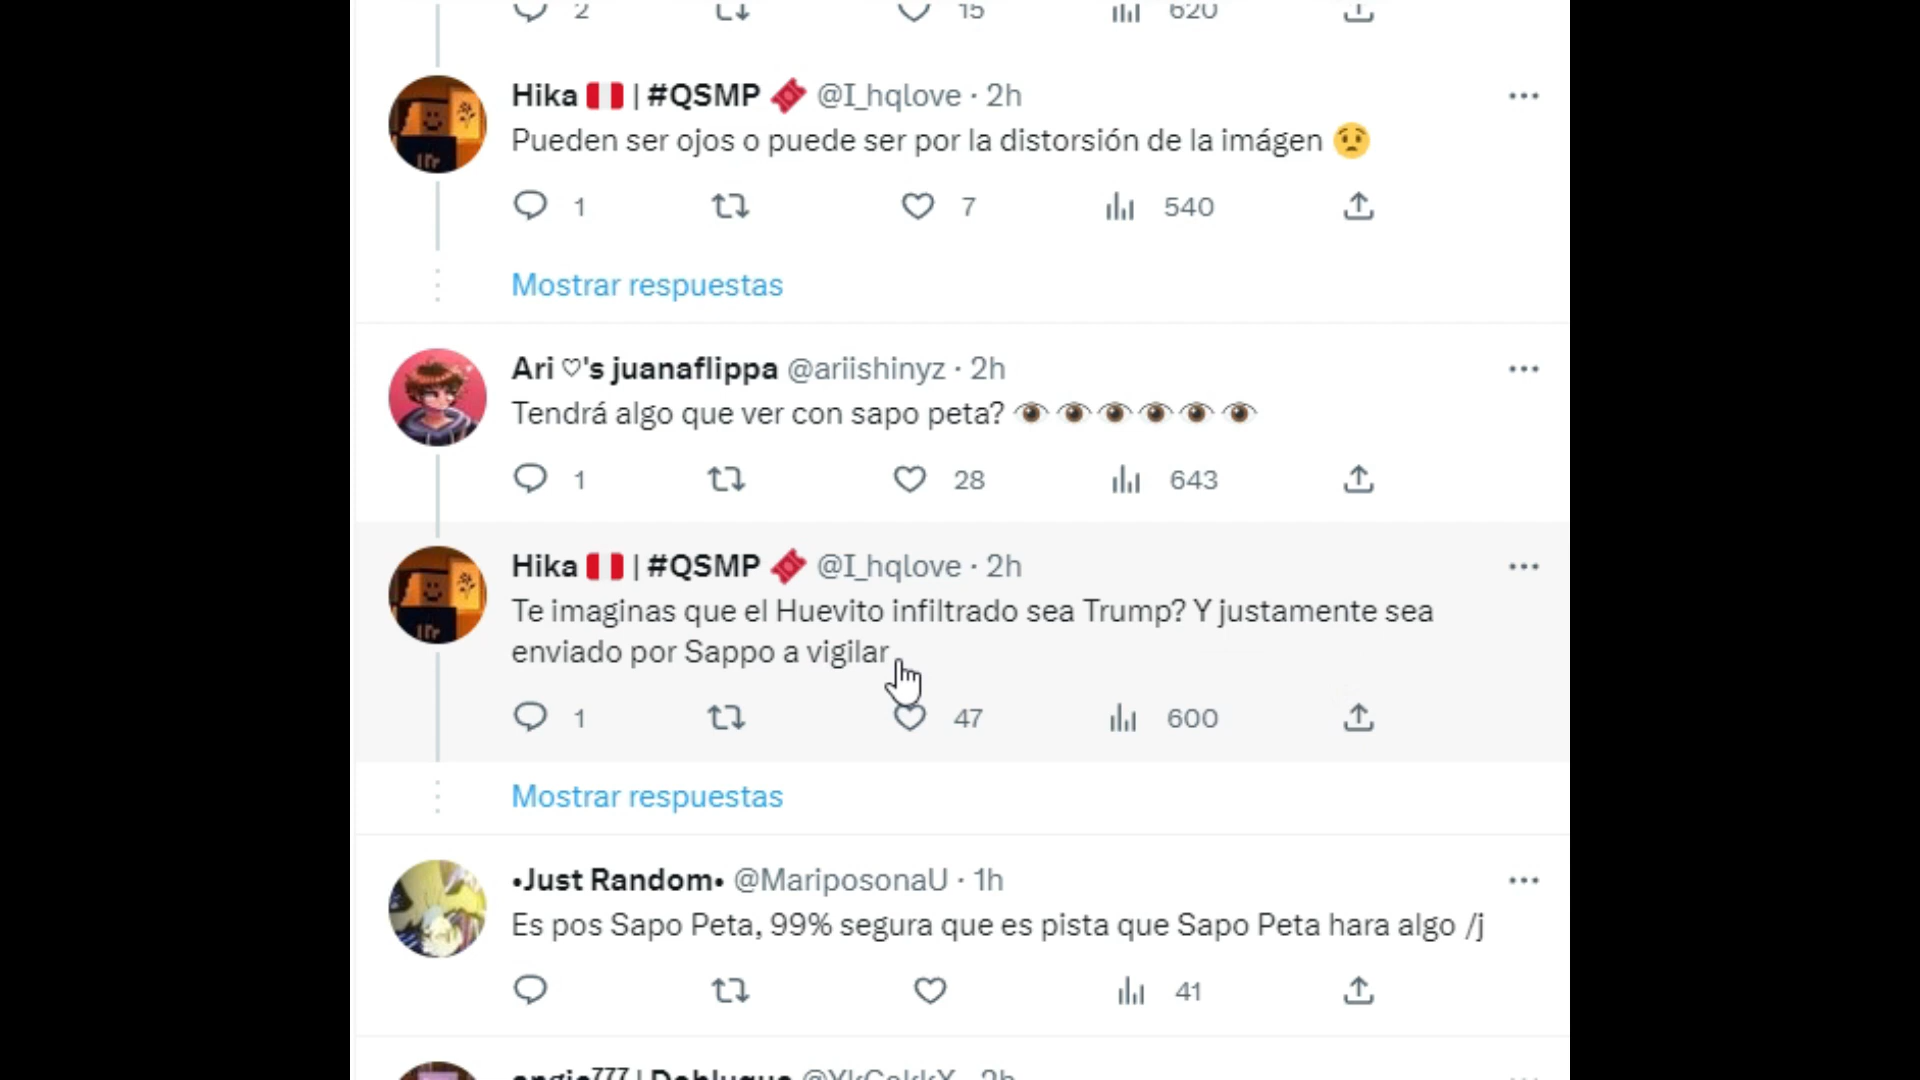 2 15 620
Hika 🇵🇪 | #QSMP 🎟️ @I_hqlove · 2h
Pueden ser ojos o puede ser por la distorsión de la imágen 😟
1 7 540
Mostrar respuestas
Ari ♡'s juanaflippa @ariishinyz · 2h
Tendrá algo que ver con sapo peta? 👁️👁️👁️👁️👁️👁️
1 28 643
Hika 🇵🇪 | #QSMP 🎟️ @I_hqlove · 2h
Te imaginas que el Huevito infiltrado sea Trump? Y justamente sea
enviado por Sappo a vigilar
1 47 600
Mostrar respuestas
•Just Random• @MariposonaU · 1h
Es pos Sapo Peta, 99% segura que es pista que Sapo Peta hara algo /j
41